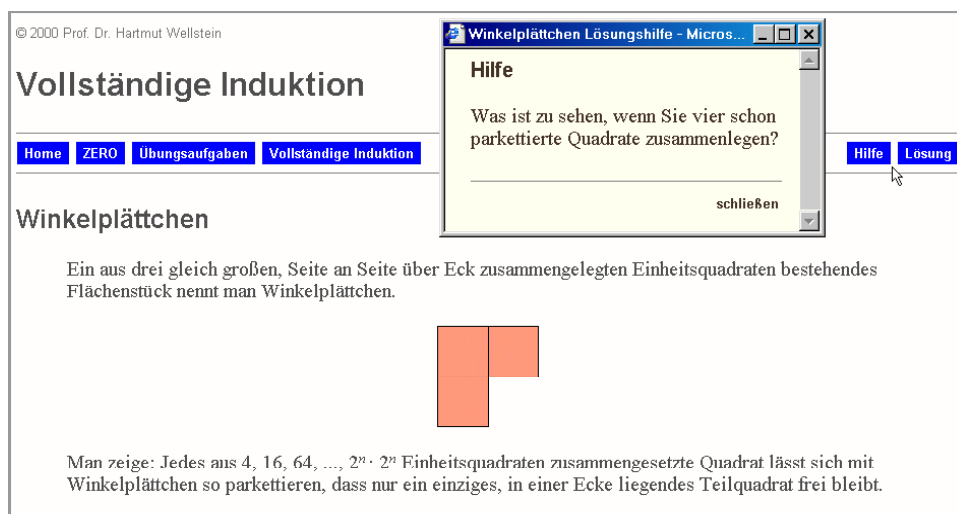 © 2000 Prof. Dr. Hartmut Wellstein
Vollständige Induktion
Winkelplättchen Lösungshilfe - Micros...
Hilfe
Was ist zu sehen, wenn Sie vier schon
parkettierte Quadrate zusammenlegen?
schließen
Home ZERO Übungsaufgaben Vollständige Induktion Hilfe Lösung
Winkelplättchen
Ein aus drei gleich großen, Seite an Seite über Eck zusammengelegten Einheitsquadraten bestehendes
Flächenstück nennt man Winkelplättchen.
Man zeige: Jedes aus 4, 16, 64, ..., 2ⁿ · 2ⁿ Einheitsquadraten zusammengesetzte Quadrat lässt sich mit
Winkelplättchen so parkettieren, dass nur ein einziges, in einer Ecke liegendes Teilquadrat frei bleibt.